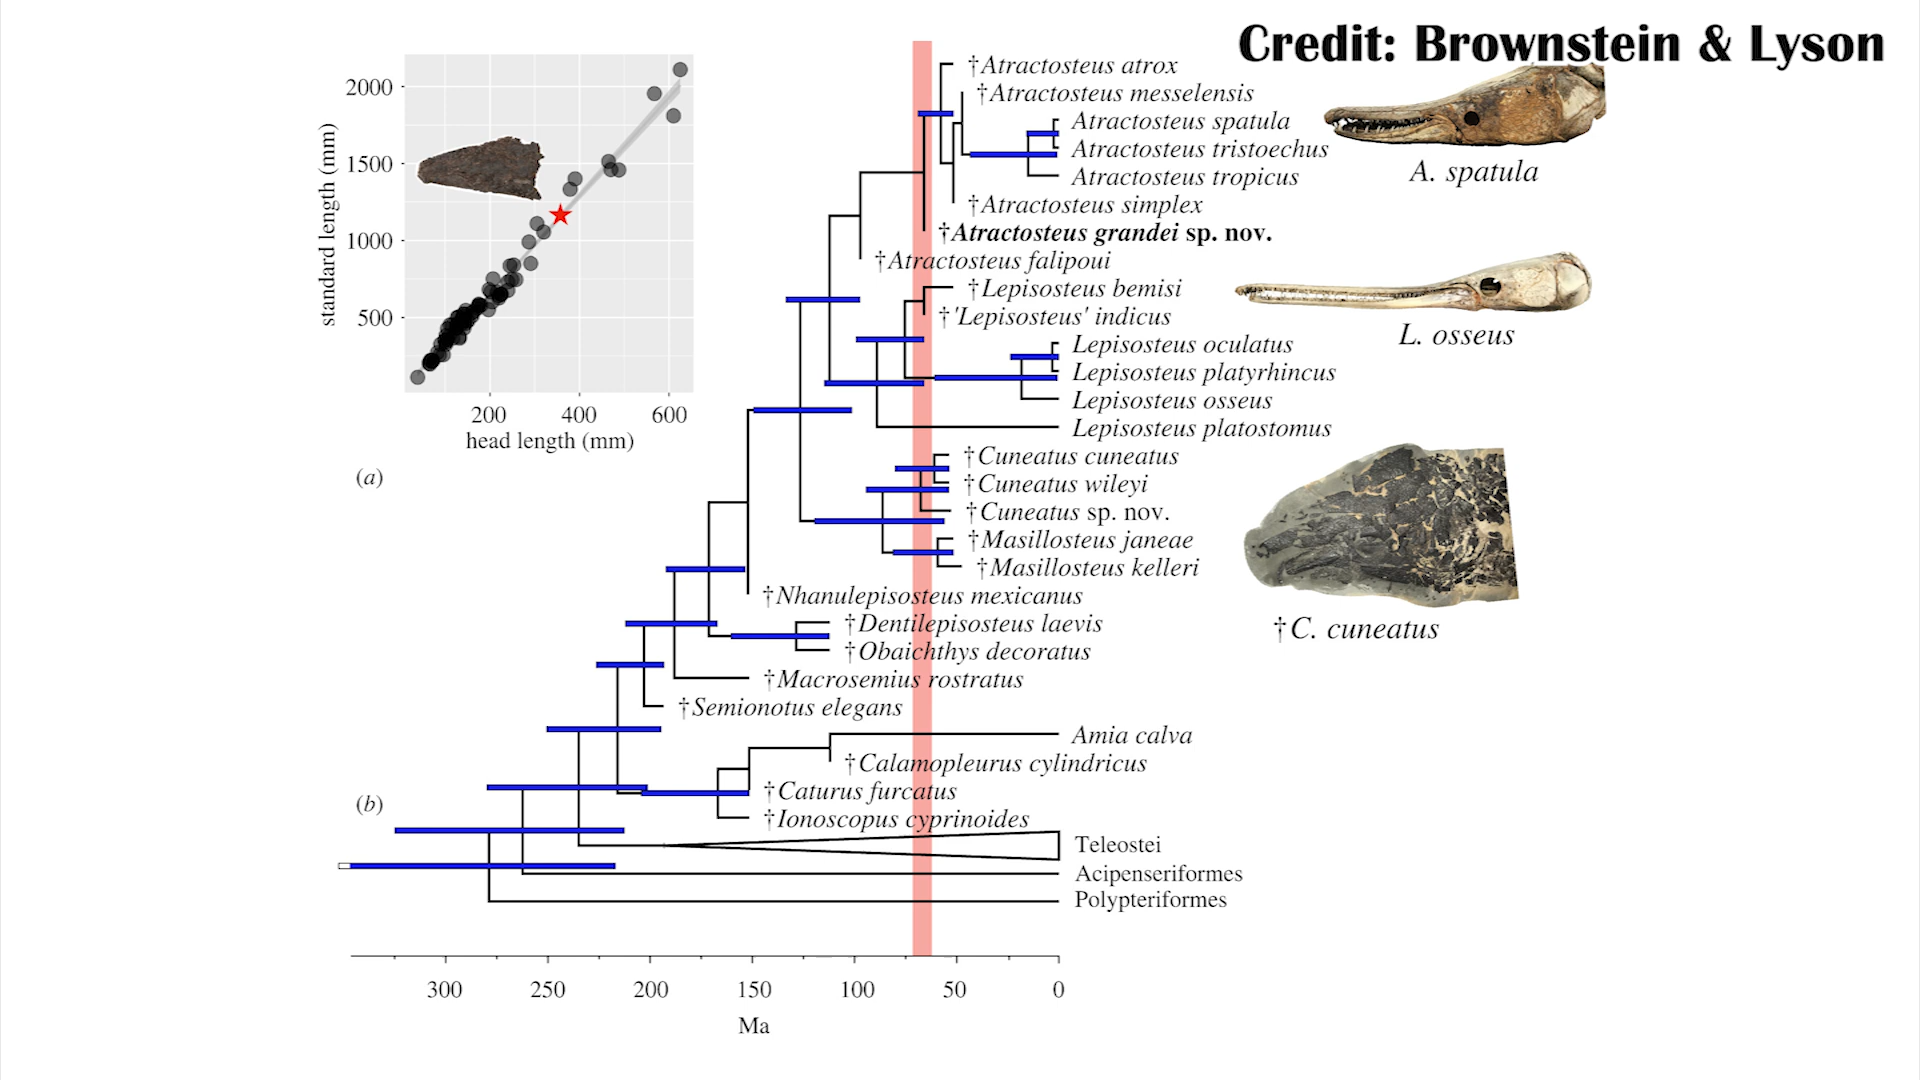 Credit: Brownstein & Lyson
2000
1500
1000
500
standard length (mm)
200 400 600
head length (mm)
(a)
(b)
†Atractosteus atrox
†Atractosteus messelensis
Atractosteus spatula
Atractosteus tristoechus
Atractosteus tropicus
†Atractosteus simplex
†Atractosteus grandei sp. nov.
†Atractosteus falipoui
†Lepisosteus bemisi
†'Lepisosteus' indicus
Lepisosteus oculatus
Lepisosteus platyrhincus
Lepisosteus osseus
Lepisosteus platostomus
†Cuneatus cuneatus
†Cuneatus wileyi
†Cuneatus sp. nov.
†Masillosteus janeae
†Masillosteus kelleri
†Nhanulepisosteus mexicanus
†Dentilepisosteus laevis
†Obaichthys decoratus
†Macrosemius rostratus
†Semionotus elegans
Amia calva
†Calamopleurus cylindricus
†Caturus furcatus
†Ionoscopus cyprinoides
Teleostei
Acipenseriformes
Polypteriformes
A. spatula
L. osseus
†C. cuneatus
300 250 200 150 100 50 0
Ma